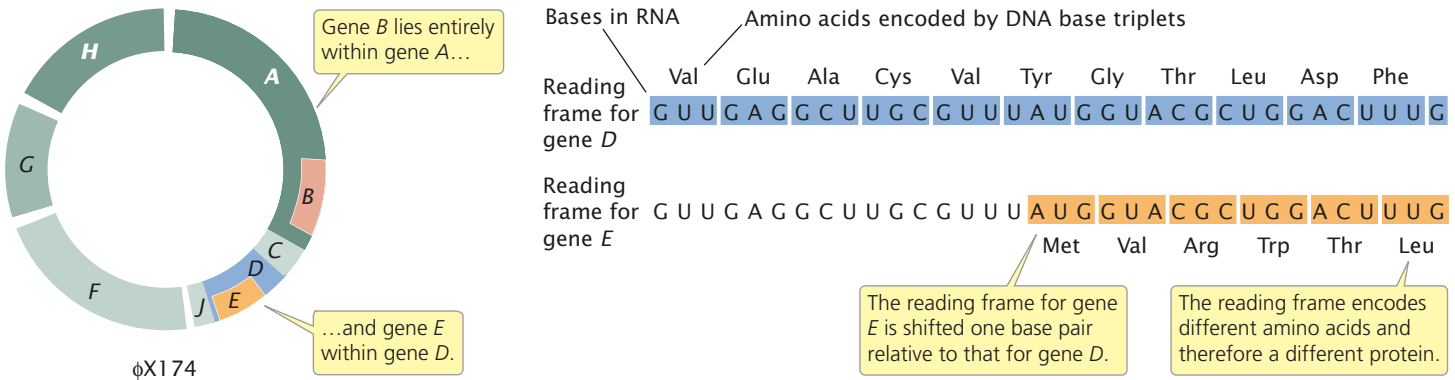 H
A
Gene B lies entirely
within gene A…
G
B
C
D
E
J
F
…and gene E
within gene D.
ϕX174
Bases in RNA
Amino acids encoded by DNA base triplets
Val Glu Ala Cys Val Tyr Gly Thr Leu Asp Phe
Reading
frame for
gene D
G U U G A G G C U U G C G U U U A U G G U A C G C U G G A C U U U G
Reading
frame for
gene E
G U U G A G G C U U G C G U U U A U G G U A C G C U G G A C U U U G
Met Val Arg Trp Thr Leu
The reading frame for gene
E is shifted one base pair
relative to that for gene D.
The reading frame encodes
different amino acids and
therefore a different protein.